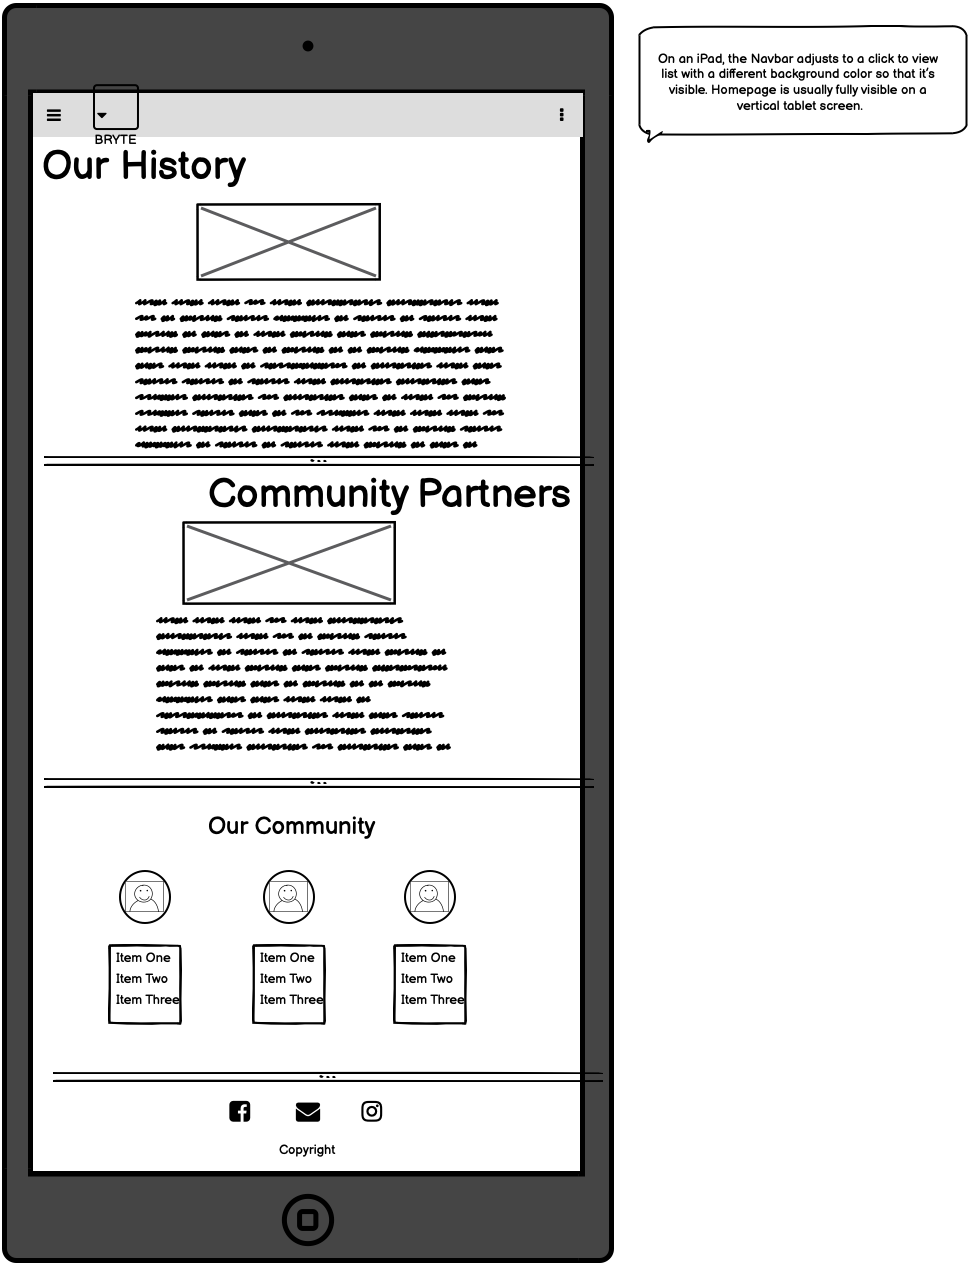 On an iPad, the Navbar adjusts to a click to view
list with a different background color so that it's
visible. Homepage is usually fully visible on a
vertical tablet screen.
BRYTE
Our History
Community Partners
Our Community
Item One
Item Two
Item Three
Item One
Item Two
Item Three
Item One
Item Two
Item Three
Copyright